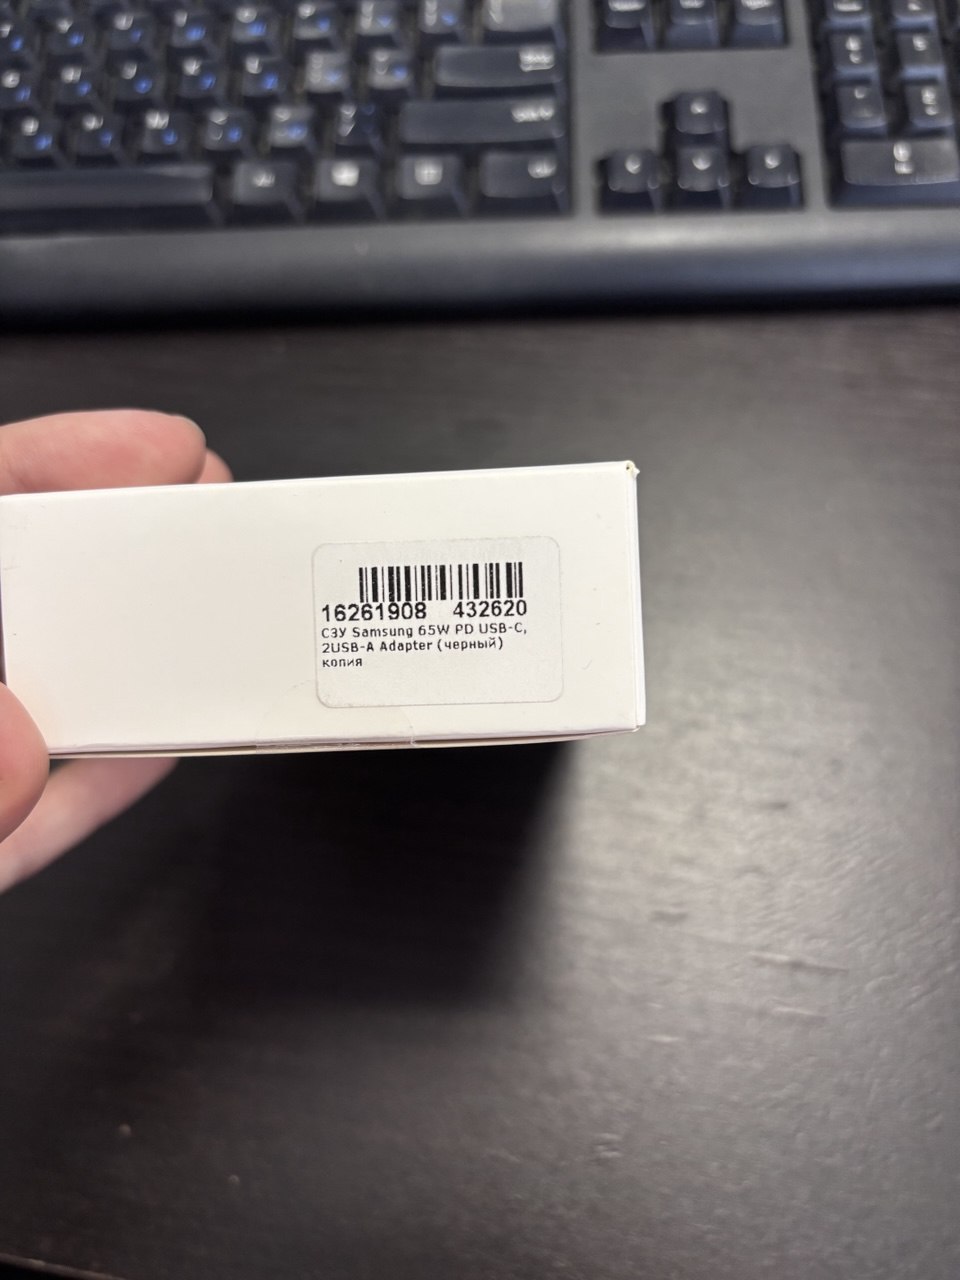 16261908 432620
СЗУ Samsung 65W PD USB-C,
2USB-A Adapter (черный)
копия